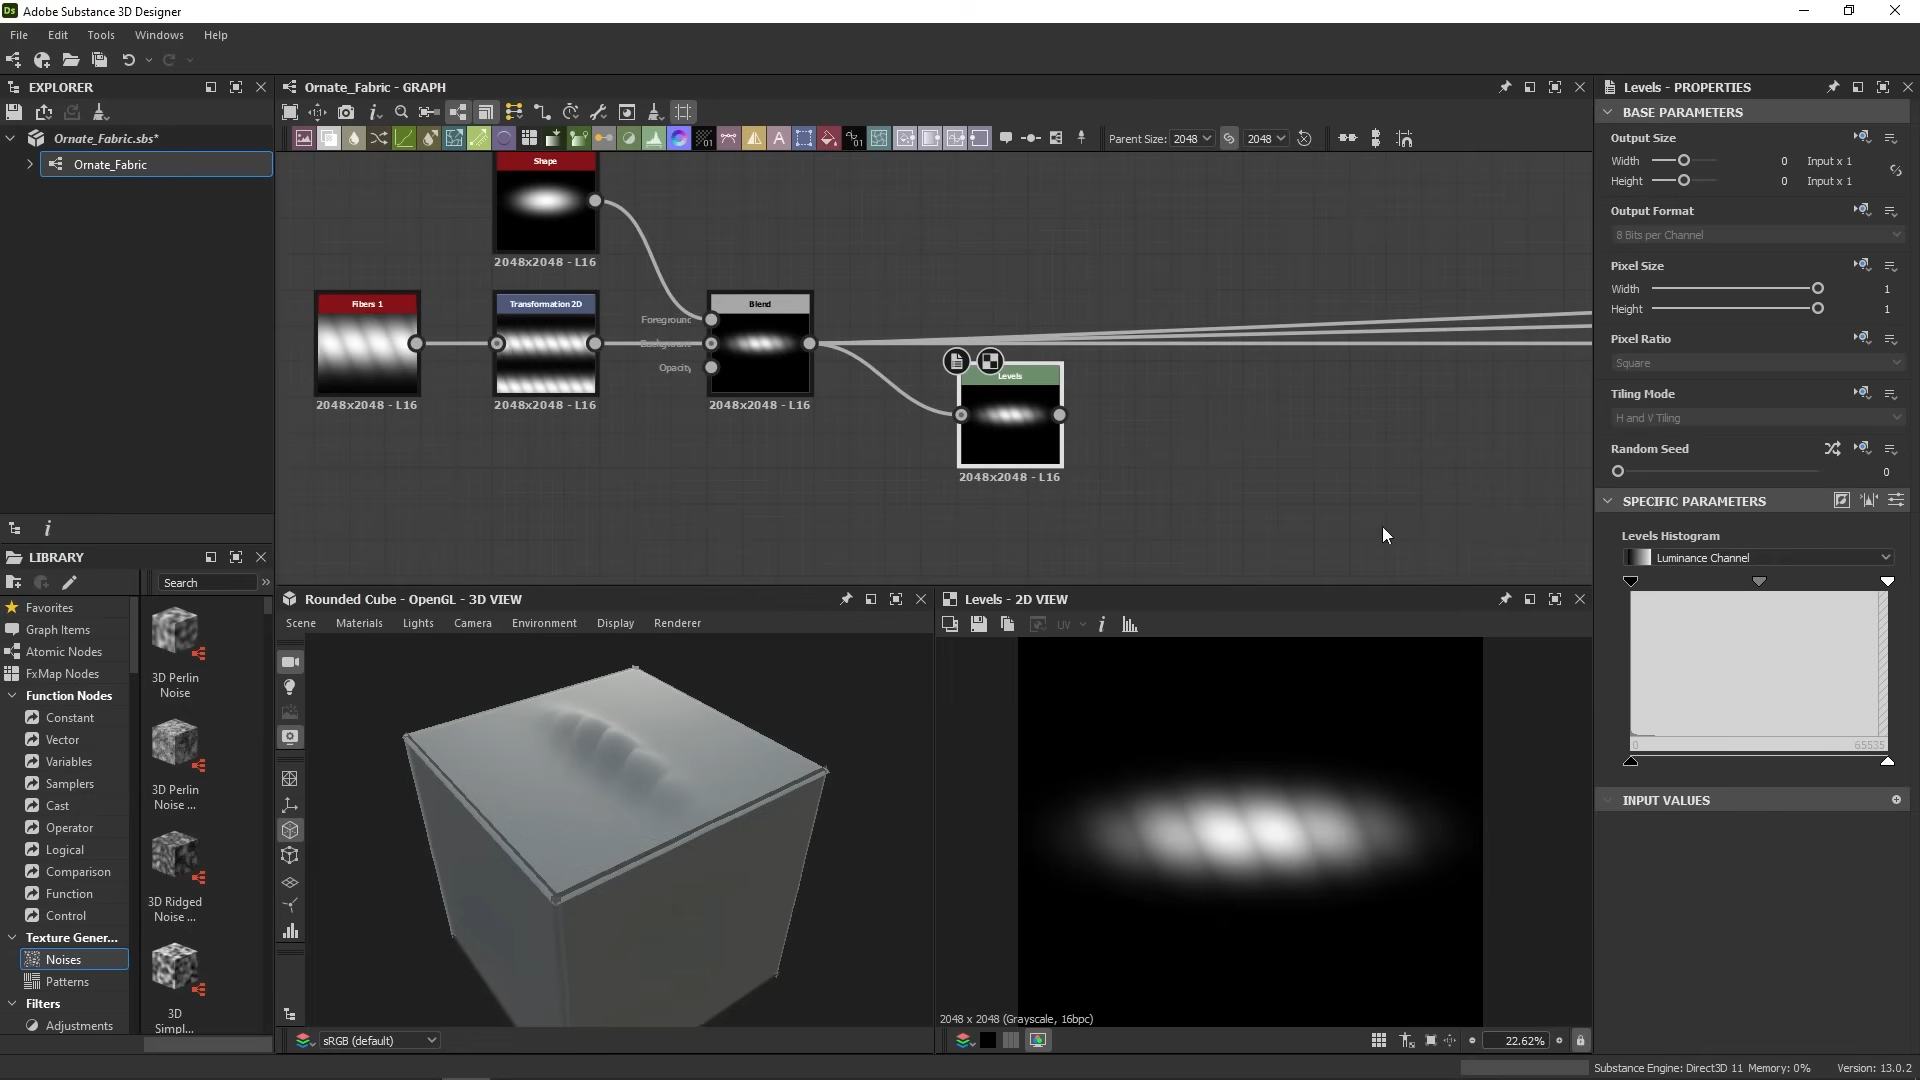 Ds Adobe Substance 3D Designer
File Edit Tools Windows Help
EXPLORER
Ornate_Fabric.sbs*
Ornate_Fabric
LIBRARY
Search
Favorites
Graph Items
Atomic Nodes
FxMap Nodes
Function Nodes
Constant
Vector
Variables
Samplers
Cast
Operator
Logical
Comparison
Function
Control
Texture Gener...
Noises
Patterns
Filters
Adjustments
3D Perlin
Noise
3D Perlin
Noise ...
3D Ridged
Noise ...
3D
Simpl...
Ornate_Fabric - GRAPH
Parent Size: 2048 2048
Shape
2048x2048 - L16
Fibers 1
2048x2048 - L16
Transformation 2D
2048x2048 - L16
Foreground
Background
Opacity
Blend
2048x2048 - L16
Levels
2048x2048 - L16
Rounded Cube - OpenGL - 3D VIEW
Scene Materials Lights Camera Environment Display Renderer
sRGB (default)
Levels - 2D VIEW
UV
2048 x 2048 (Grayscale, 16bpc)
22.62%
Levels - PROPERTIES
BASE PARAMETERS
Output Size
Width 0 Input x 1
Height 0 Input x 1
Output Format
8 Bits per Channel
Pixel Size
Width 1
Height 1
Pixel Ratio
Square
Tiling Mode
H and V Tiling
Random Seed
0
SPECIFIC PARAMETERS
Levels Histogram
Luminance Channel
0 65535
INPUT VALUES
Substance Engine: Direct3D 11 Memory: 0% Version: 13.0.2